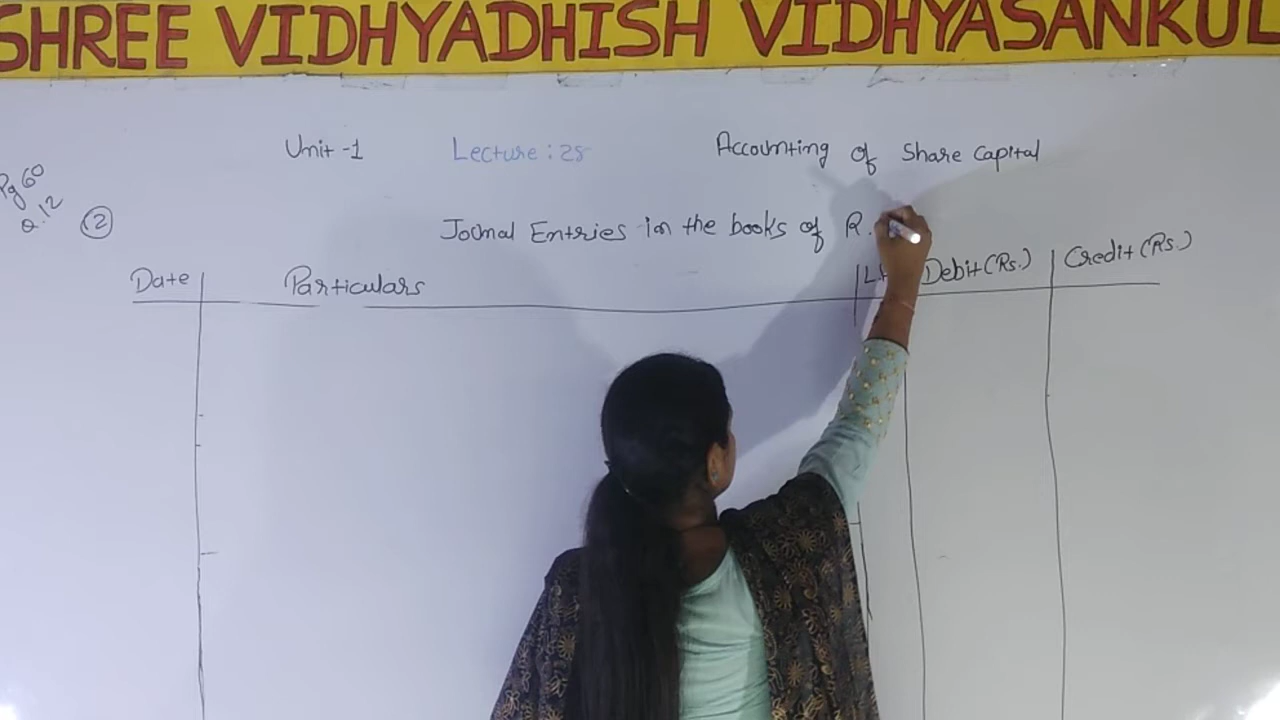 SHREE VIDHYADHISH VIDHYASANKUL
Unit -1 Lecture : 28 Accounting of Share Capital
Pg 60
Q.12
2
Journal Entries in the books of R.
Date Particulars Debit (Rs.) Credit (Rs.)